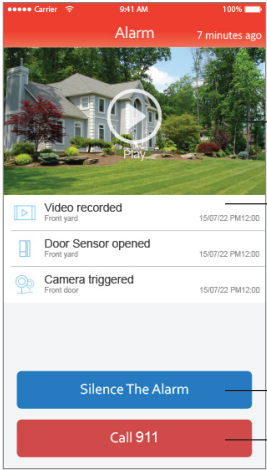 Carrier 9:41 AM 100%
Alarm 7 minutes ago
Play
Video recorded
Front yard 15/07/22 PM12:00
Door Sensor opened
Front yard 15/07/22 PM12:00
Camera triggered
Front door 15/07/22 PM12:00
Silence The Alarm
Call 911